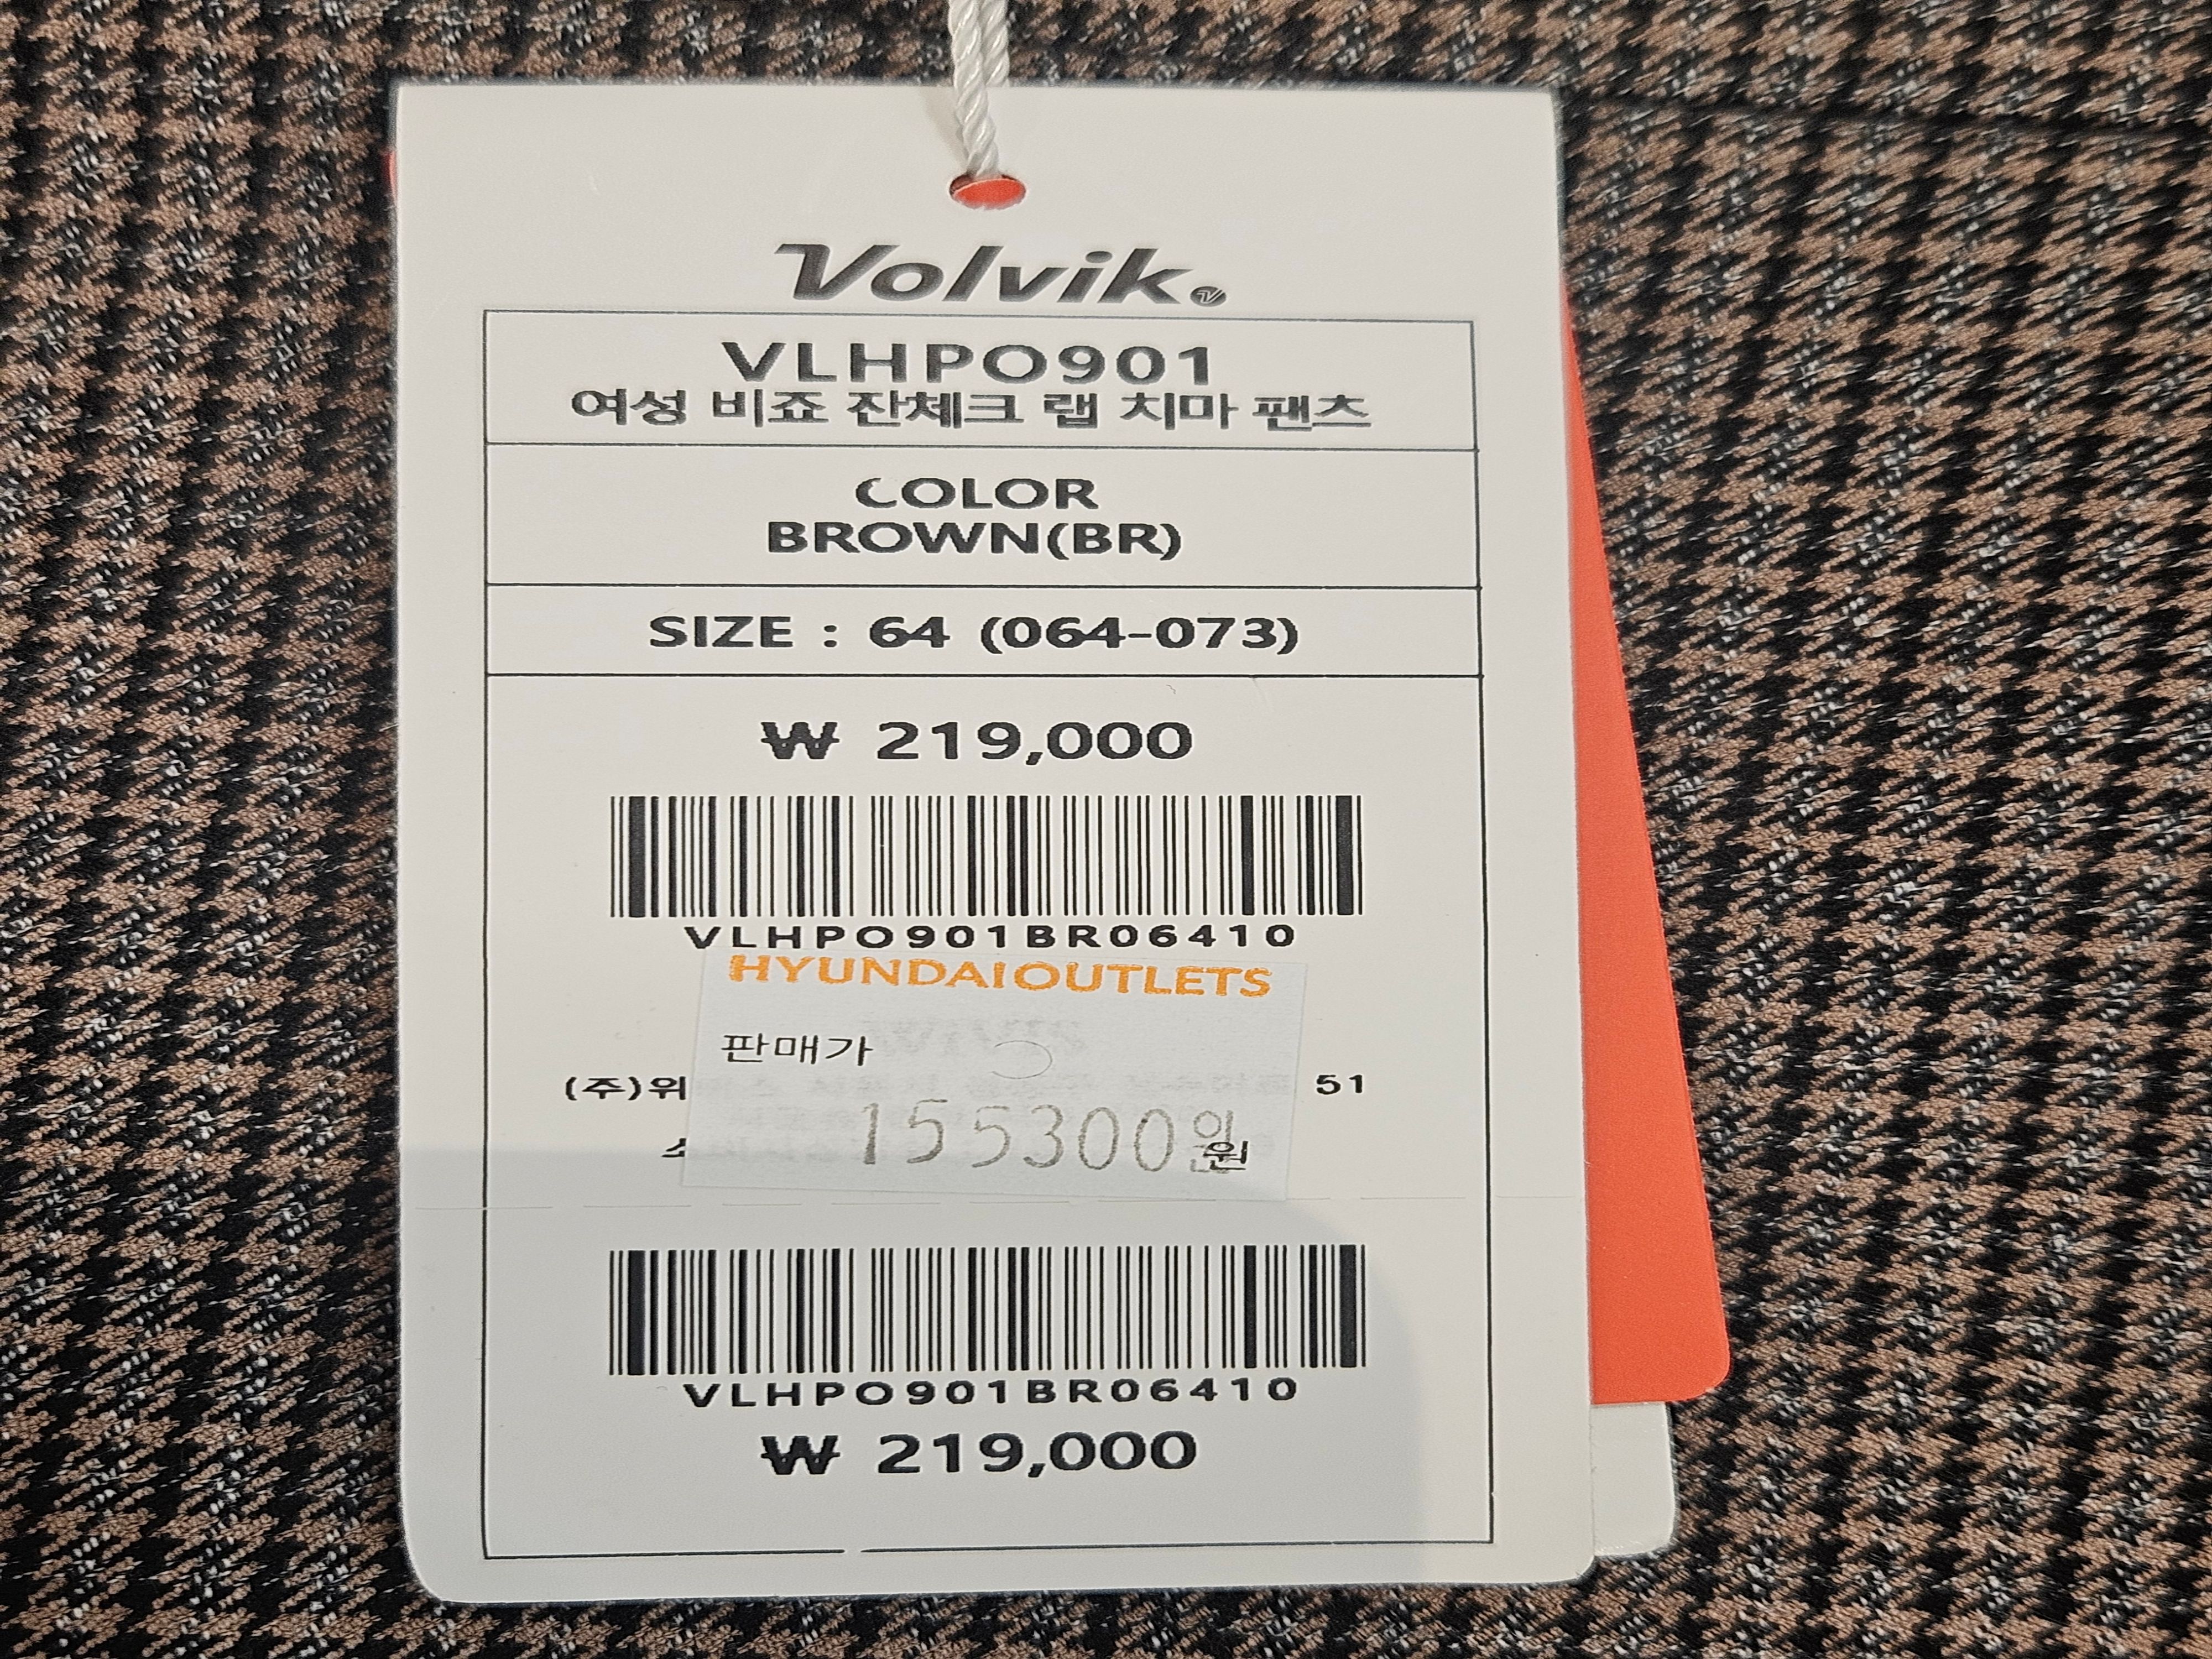 Volvik
VLHPO901
여성 비죠 잔체크 랩 치마 팬츠
COLOR
BROWN(BR)
SIZE : 64 (064-073)
₩ 219,000
VLHPO901BR06410
HYUNDAIOUTLETS
판매가
(주)위
51
155300원
원
VLHPO901BR06410
₩ 219,000